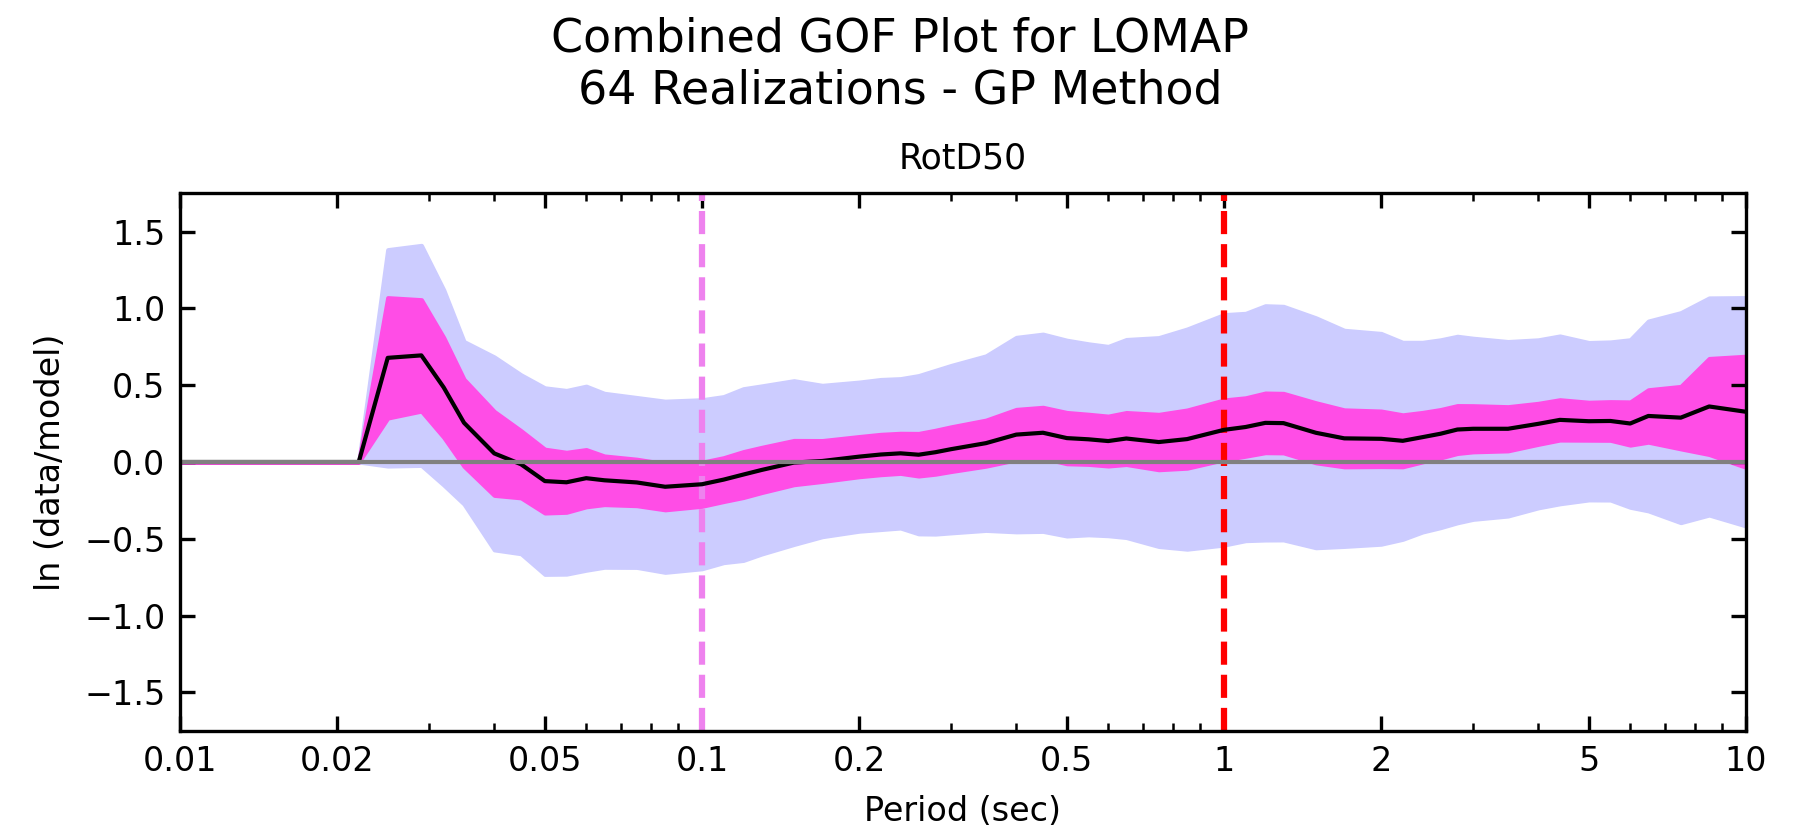 Combined GOF Plot for LOMAP
64 Realizations - GP Method
RotD50
ln (data/model)
1.5
1.0
0.5
0.0
−0.5
−1.0
−1.5
0.01 0.02 0.05 0.1 0.2 0.5 1 2 5 10
Period (sec)